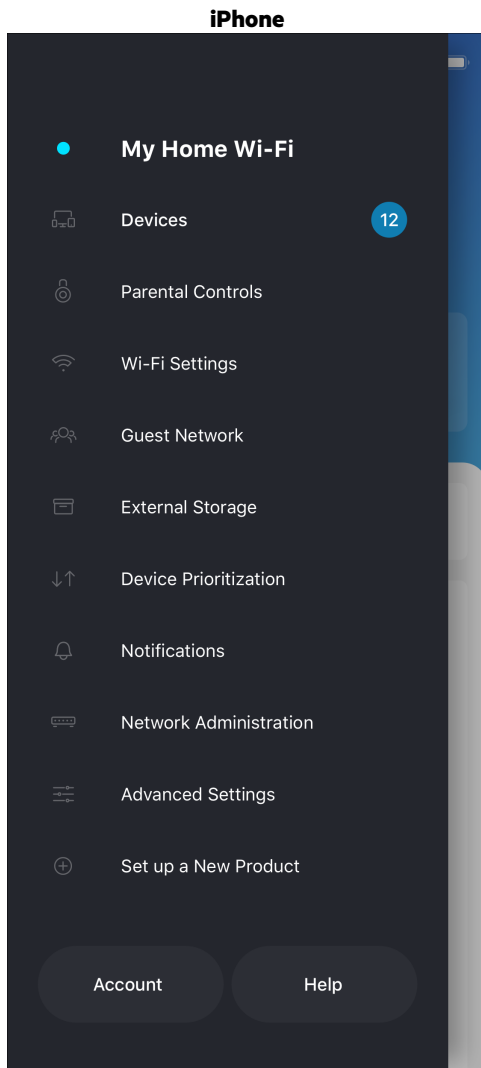 iPhone
My Home Wi-Fi
Devices 12
Parental Controls
Wi-Fi Settings
Guest Network
External Storage
Device Prioritization
Notifications
Network Administration
Advanced Settings
Set up a New Product
Account Help